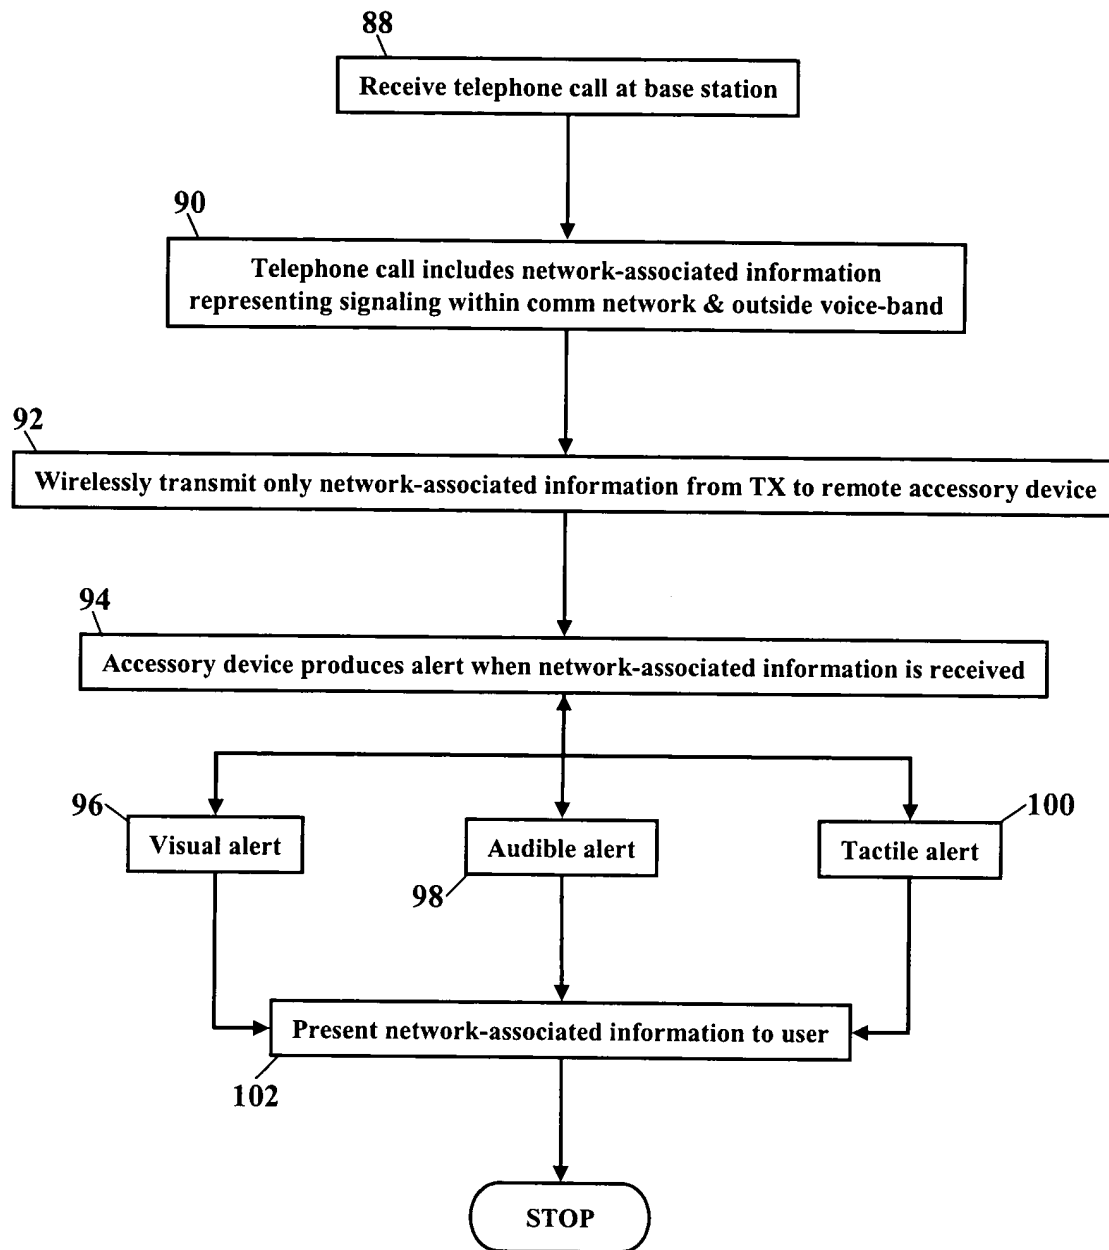 88
Receive telephone call at base station
90
Telephone call includes network-associated information
representing signaling within comm network & outside voice-band
92
Wirelessly transmit only network-associated information from TX to remote accessory device
94
Accessory device produces alert when network-associated information is received
96
Visual alert
98
Audible alert
100
Tactile alert
Present network-associated information to user
102
STOP